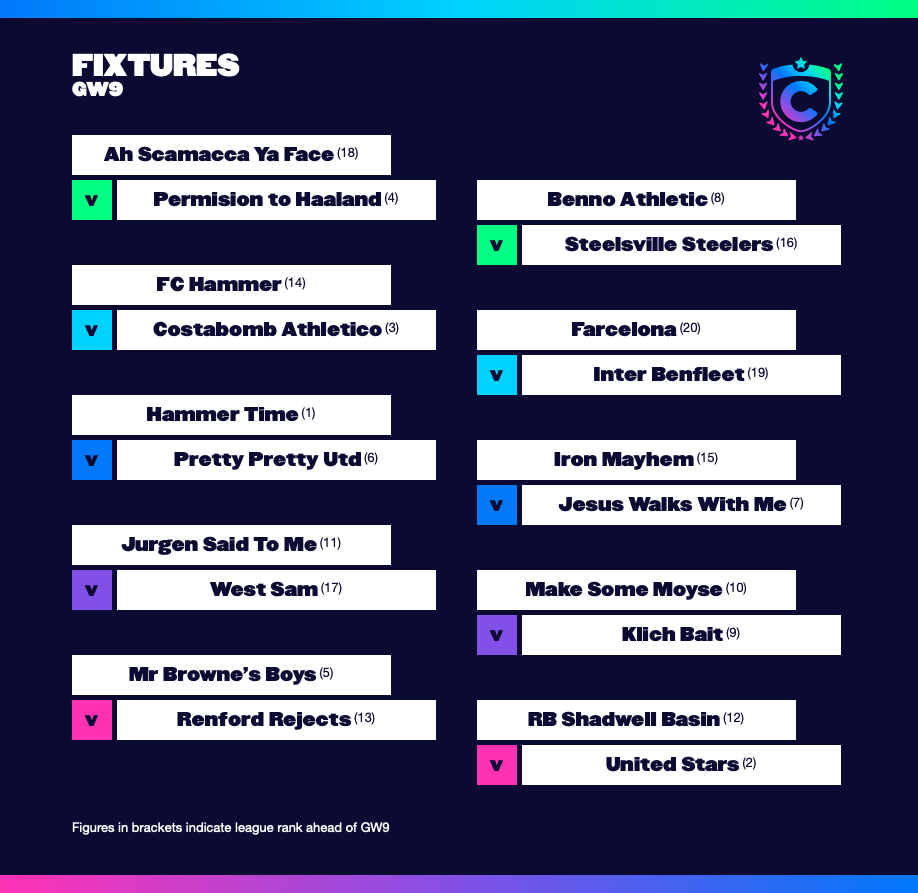 FIXTURES
GW9
Ah Scamacca Ya Face (18)
v Permision to Haaland (4)
FC Hammer (14)
v Costabomb Athletico (3)
Hammer Time (1)
v Pretty Pretty Utd (6)
Jurgen Said To Me (11)
v West Sam (17)
Mr Browne’s Boys (5)
v Renford Rejects (13)
C
Benno Athletic (8)
v Steelsville Steelers (16)
Farcelona (20)
v Inter Benfleet (19)
Iron Mayhem (15)
v Jesus Walks With Me (7)
Make Some Moyse (10)
v Klich Bait (9)
RB Shadwell Basin (12)
v United Stars (2)
Figures in brackets indicate league rank ahead of GW9